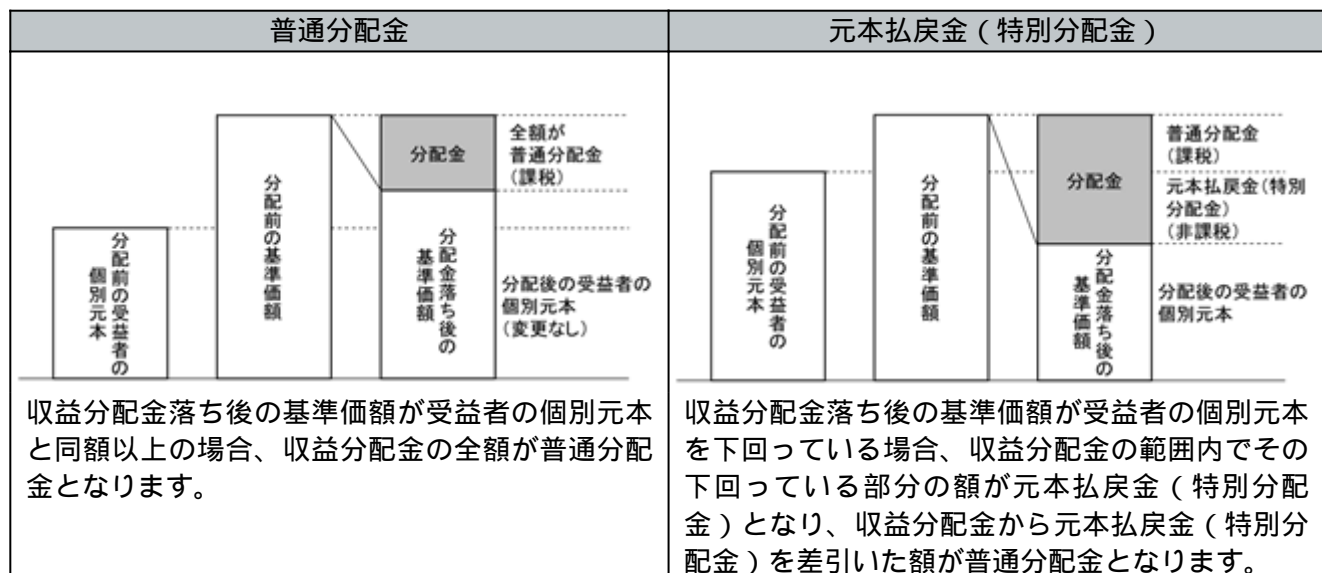 普通分配金
分配前の受益者の
個別元本
分配前の基準価額
分配金
分配金落ち後の
基準価額
全額が
普通分配金
(課税)
分配後の受益者の
個別元本
(変更なし)
収益分配金落ち後の基準価額が受益者の個別元本
と同額以上の場合、収益分配金の全額が普通分配
金となります。
元本払戻金(特別分配金)
分配前の受益者の
個別元本
分配前の基準価額
分配金
分配金落ち後の
基準価額
普通分配金
(課税)
元本払戻金(特別
分配金)
(非課税)
分配後の受益者の
個別元本
収益分配金落ち後の基準価額が受益者の個別元本
を下回っている場合、収益分配金の範囲内でその
下回っている部分の額が元本払戻金(特別分配
金)となり、収益分配金から元本払戻金(特別分
配金)を差引いた額が普通分配金となります。